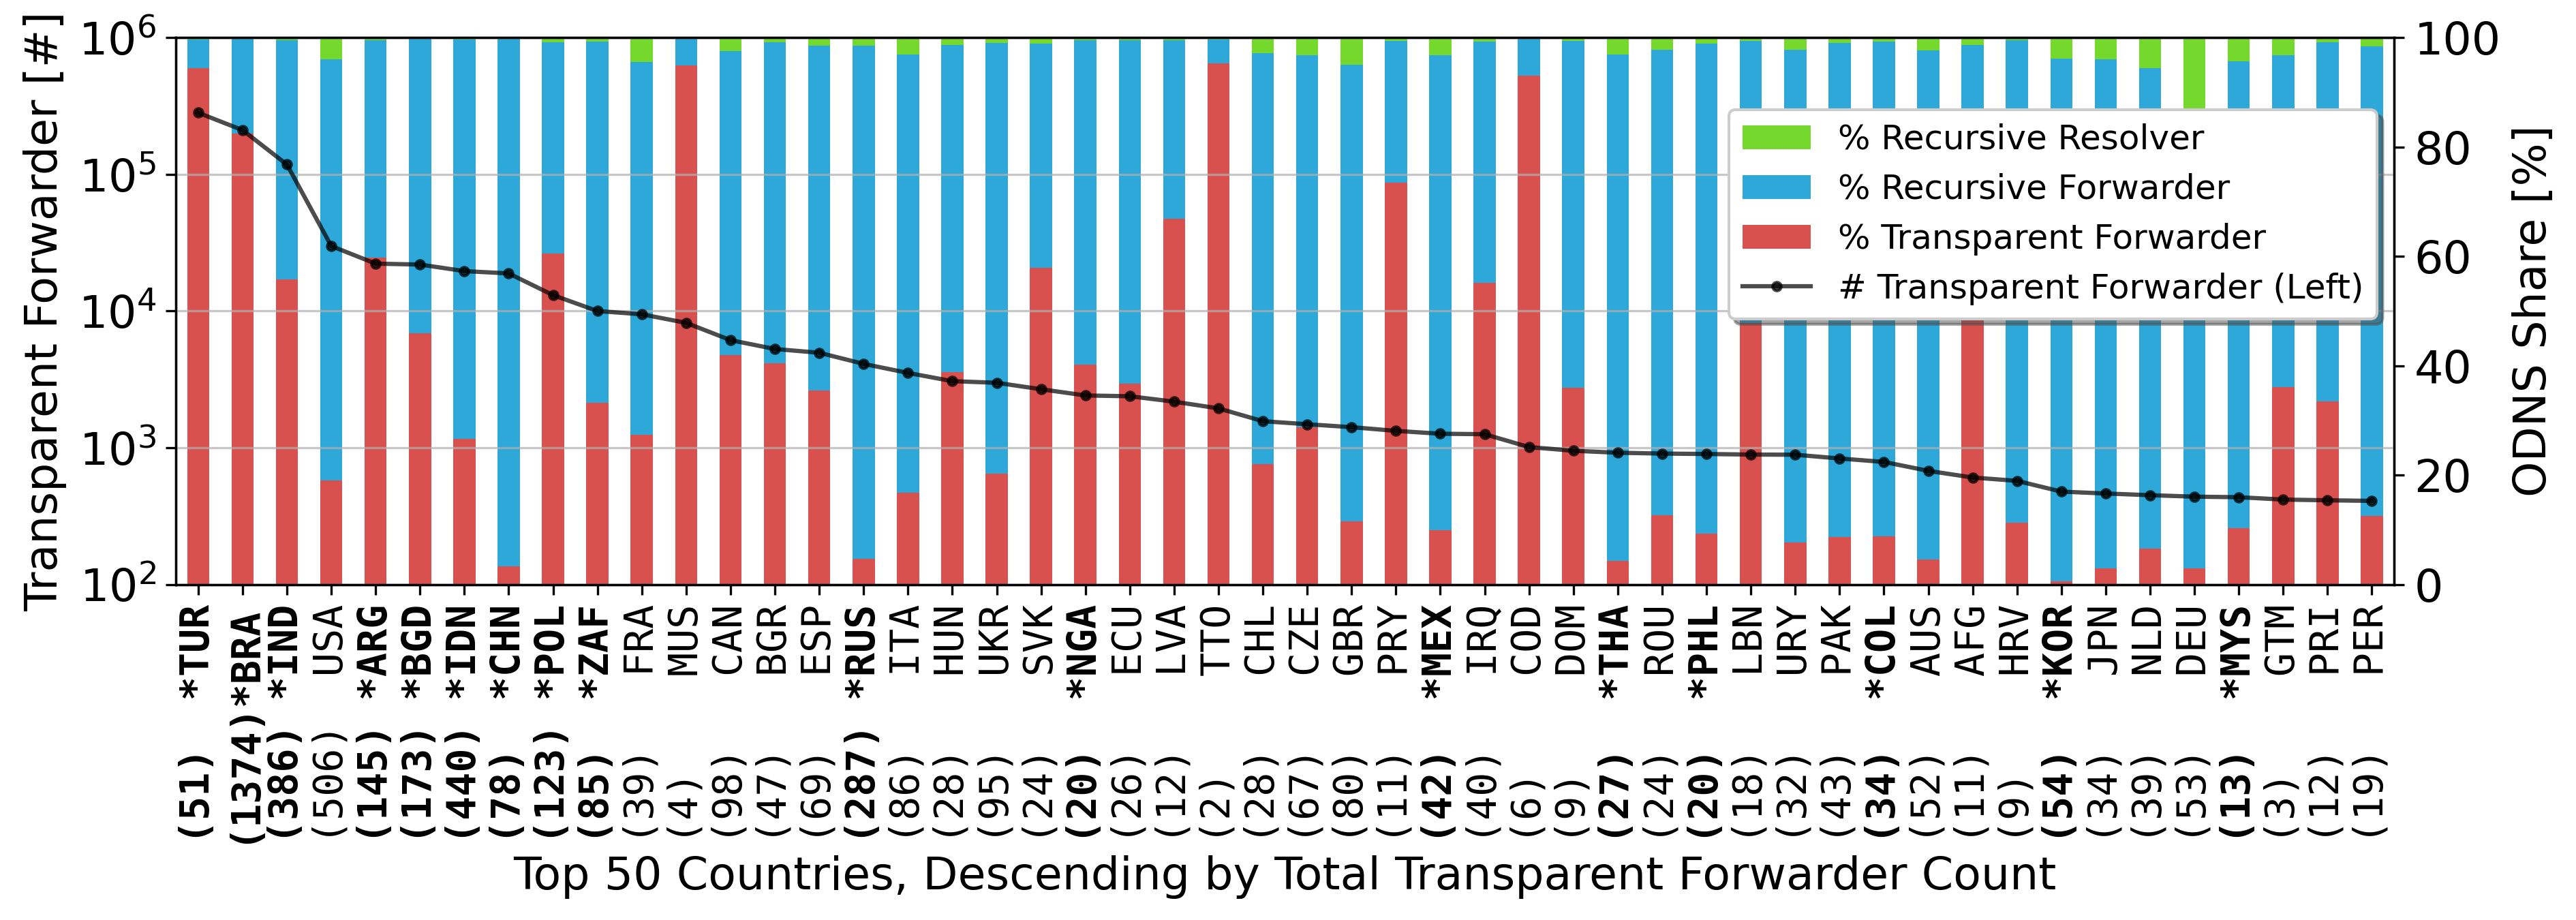 Transparent Forwarder [#]
10^6
10^5
10^4
10^3
10^2
% Recursive Resolver
% Recursive Forwarder
% Transparent Forwarder
# Transparent Forwarder (Left)
100
80
60
40
20
0
ODNS Share [%]
(51) *TUR
(1374)*BRA
(386) *IND
(506) USA
(145) *ARG
(173) *BGD
(440) *IDN
(78) *CHN
(123) *POL
(85) *ZAF
(39) FRA
(4) MUS
(98) CAN
(47) BGR
(69) ESP
(287) *RUS
(86) ITA
(28) HUN
(95) UKR
(24) SVK
(20) *NGA
(26) ECU
(12) LVA
(2) TTO
(28) CHL
(67) CZE
(80) GBR
(11) PRY
(42) *MEX
(40) IRQ
(6) COD
(9) DOM
(27) *THA
(24) ROU
(20) *PHL
(18) LBN
(32) URY
(43) PAK
(34) *COL
(52) AUS
(11) AFG
(9) HRV
(54) *KOR
(34) JPN
(39) NLD
(53) DEU
(13) *MYS
(3) GTM
(12) PRI
(19) PER
Top 50 Countries, Descending by Total Transparent Forwarder Count